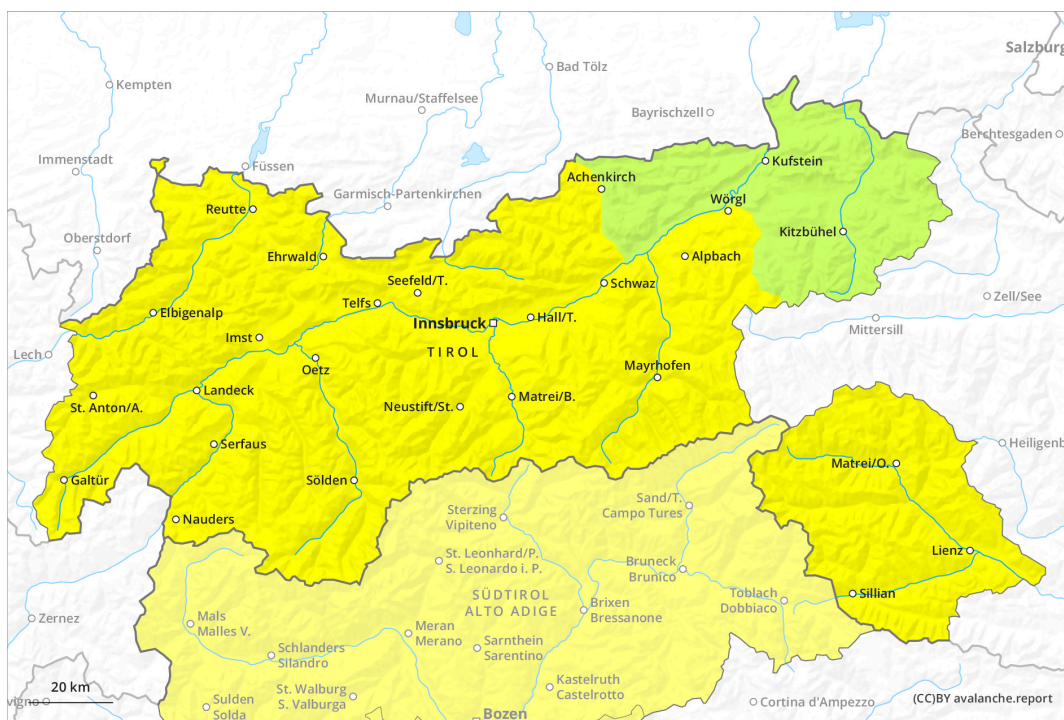 Salzburg
Kempten
Bad Tölz
Murnau/Staffelsee
Bayrischzell
Berchtesgaden
Immenstadt
Füssen
Kufstein
Achenkirch
Garmisch-Partenkirchen
Reutte
Wörgl
Oberstdorf
Kitzbühel
Ehrwald
Alpbach
Seefeld/T.
Schwaz
Zell/See
Telfs
Elbigenalp
Innsbruck
Hall/T.
Mittersill
Imst
Lech
TIROL
Oetz
Mayrhofen
Landeck
St. Anton/A.
Neustift/St.
Matrei/B.
Serfaus
Matrei/O.
Galtür
Sölden
Sand/T.
Campo Tures
Sterzing
Vipiteno
Nauders
Lienz
St. Leonhard/P.
S. Leonardo i. P.
Bruneck
Brunico
SÜDTIROL
ALTO ADIGE
Toblach
Dobbiaco
Sillian
Brixen
Bressanone
Zernez
Mals
Malles V.
Meran
Merano
Sarnthein
Sarentino
Schlanders
Silandro
20 km
St. Walburg
S. Valburga
Kastelruth
Castelrotto
Sulden
Solda
Cortina d'Ampezzo
(CC)BY avalanche.report
Bozen